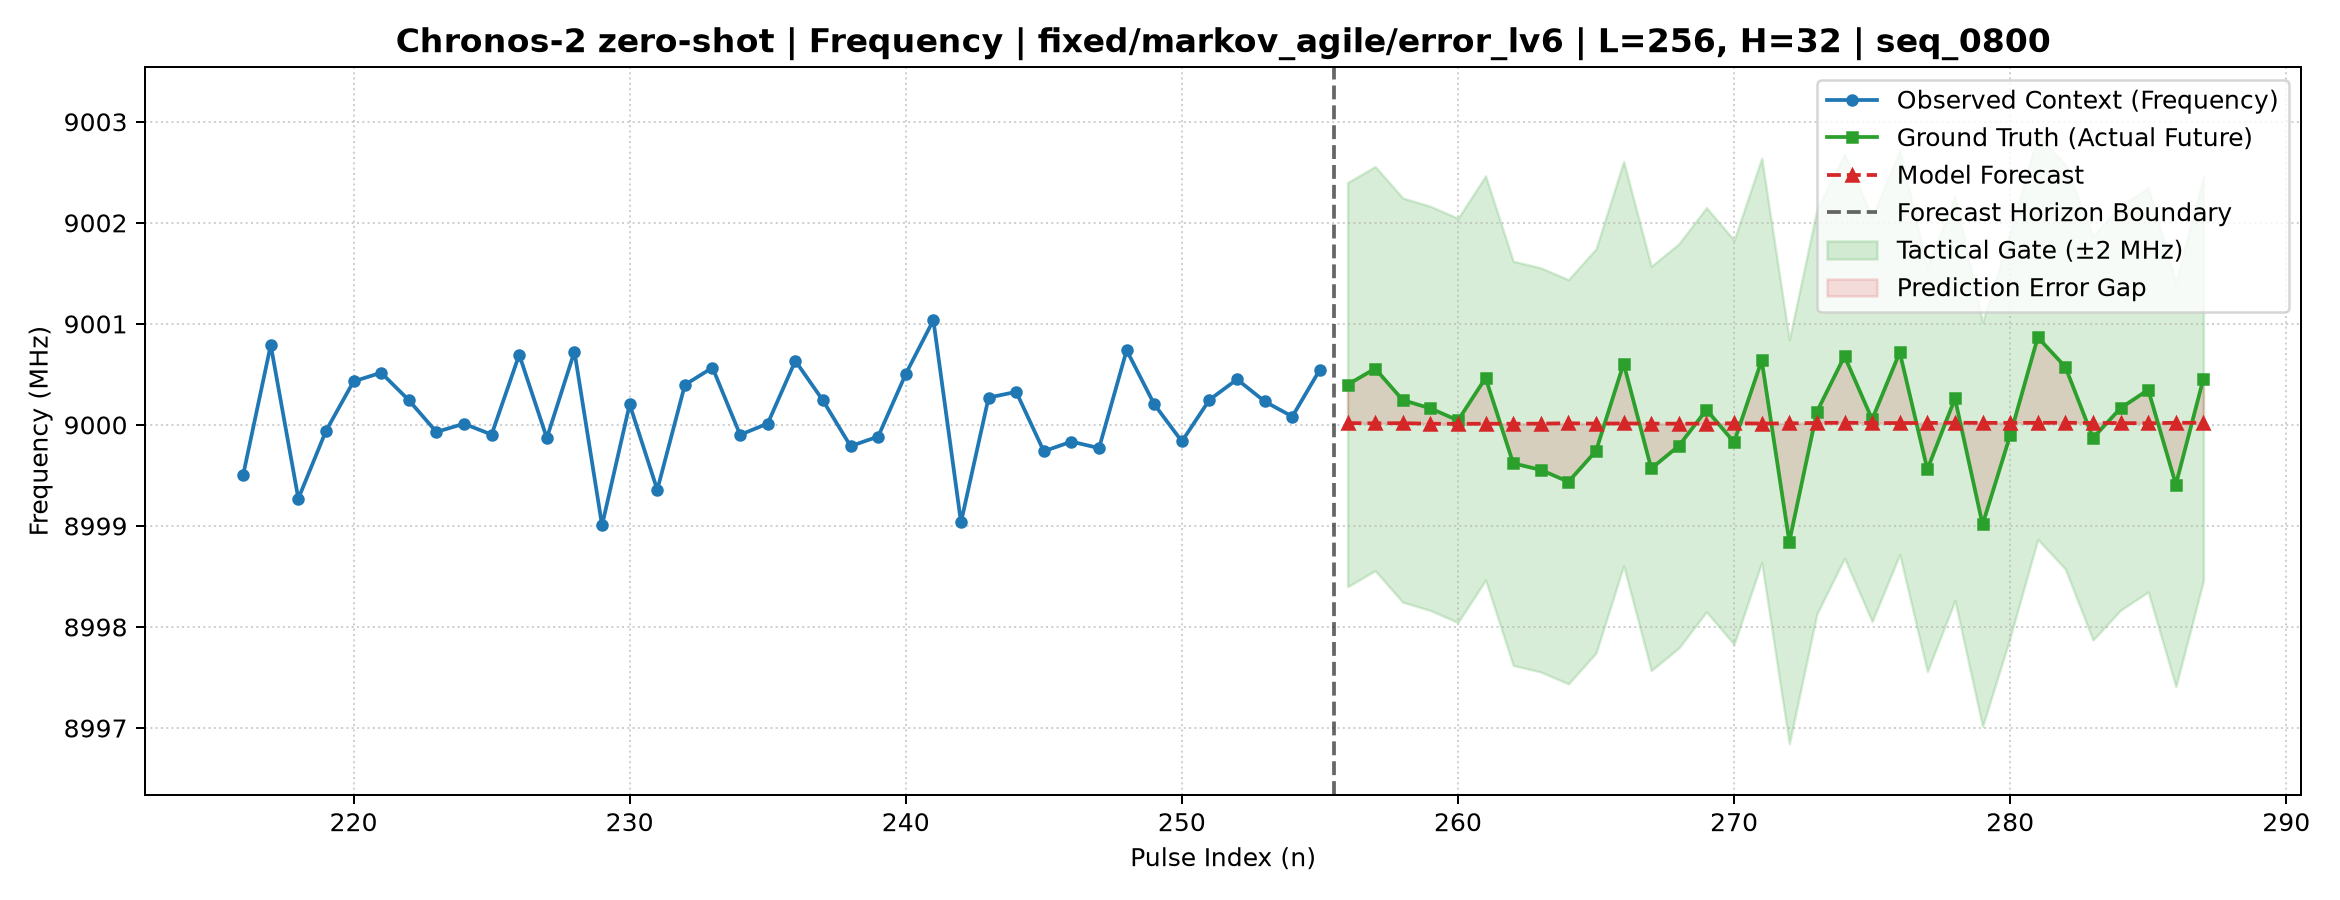 Chronos-2 zero-shot | Frequency | fixed/markov_agile/error_lv6 | L=256, H=32 | seq_0800
Observed Context (Frequency)
Ground Truth (Actual Future)
Model Forecast
Forecast Horizon Boundary
Tactical Gate (±2 MHz)
Prediction Error Gap
Frequency (MHz)
9003
9002
9001
9000
8999
8998
8997
220 230 240 250 260 270 280 290
Pulse Index (n)